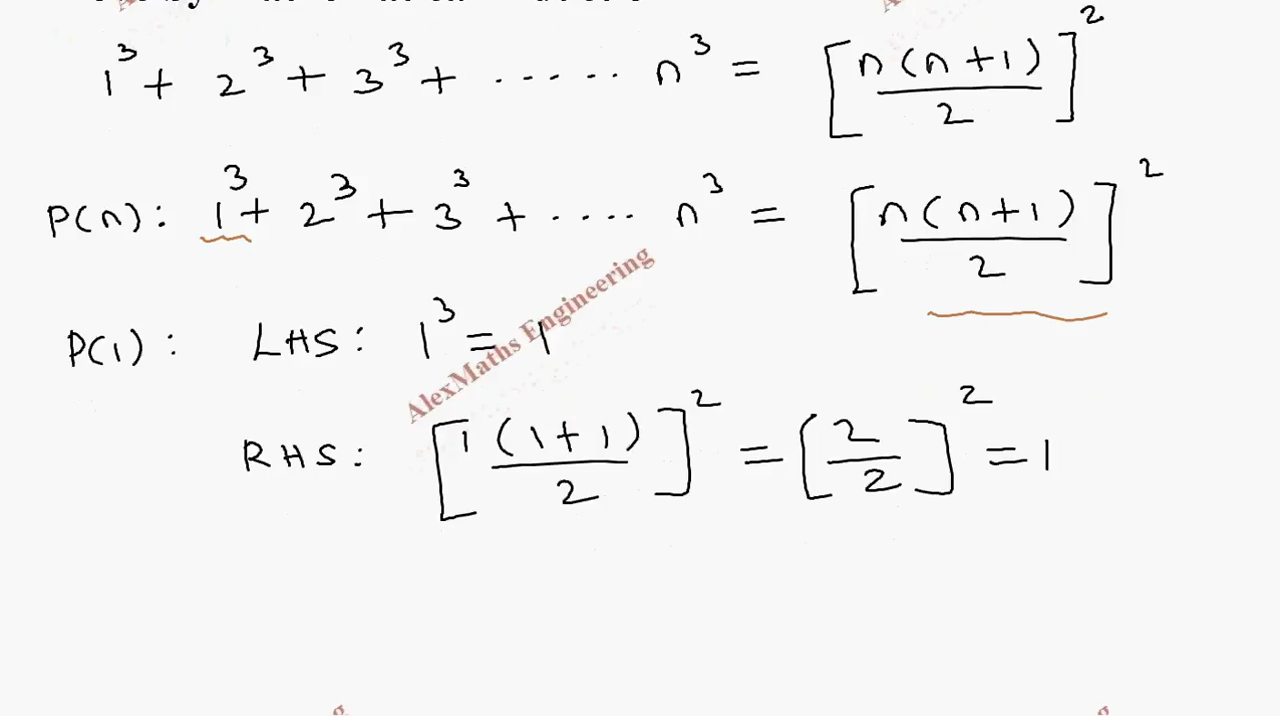 1³ + 2³ + 3³ + ...... n³ = [n(n+1)/2]²
P(n): 1³ + 2³ + 3³ + ..... n³ = [n(n+1)/2]²
AlexMaths Engineering
P(1): LHS: 1³ = 1
RHS: [1(1+1)/2]² = [2/2]² = 1